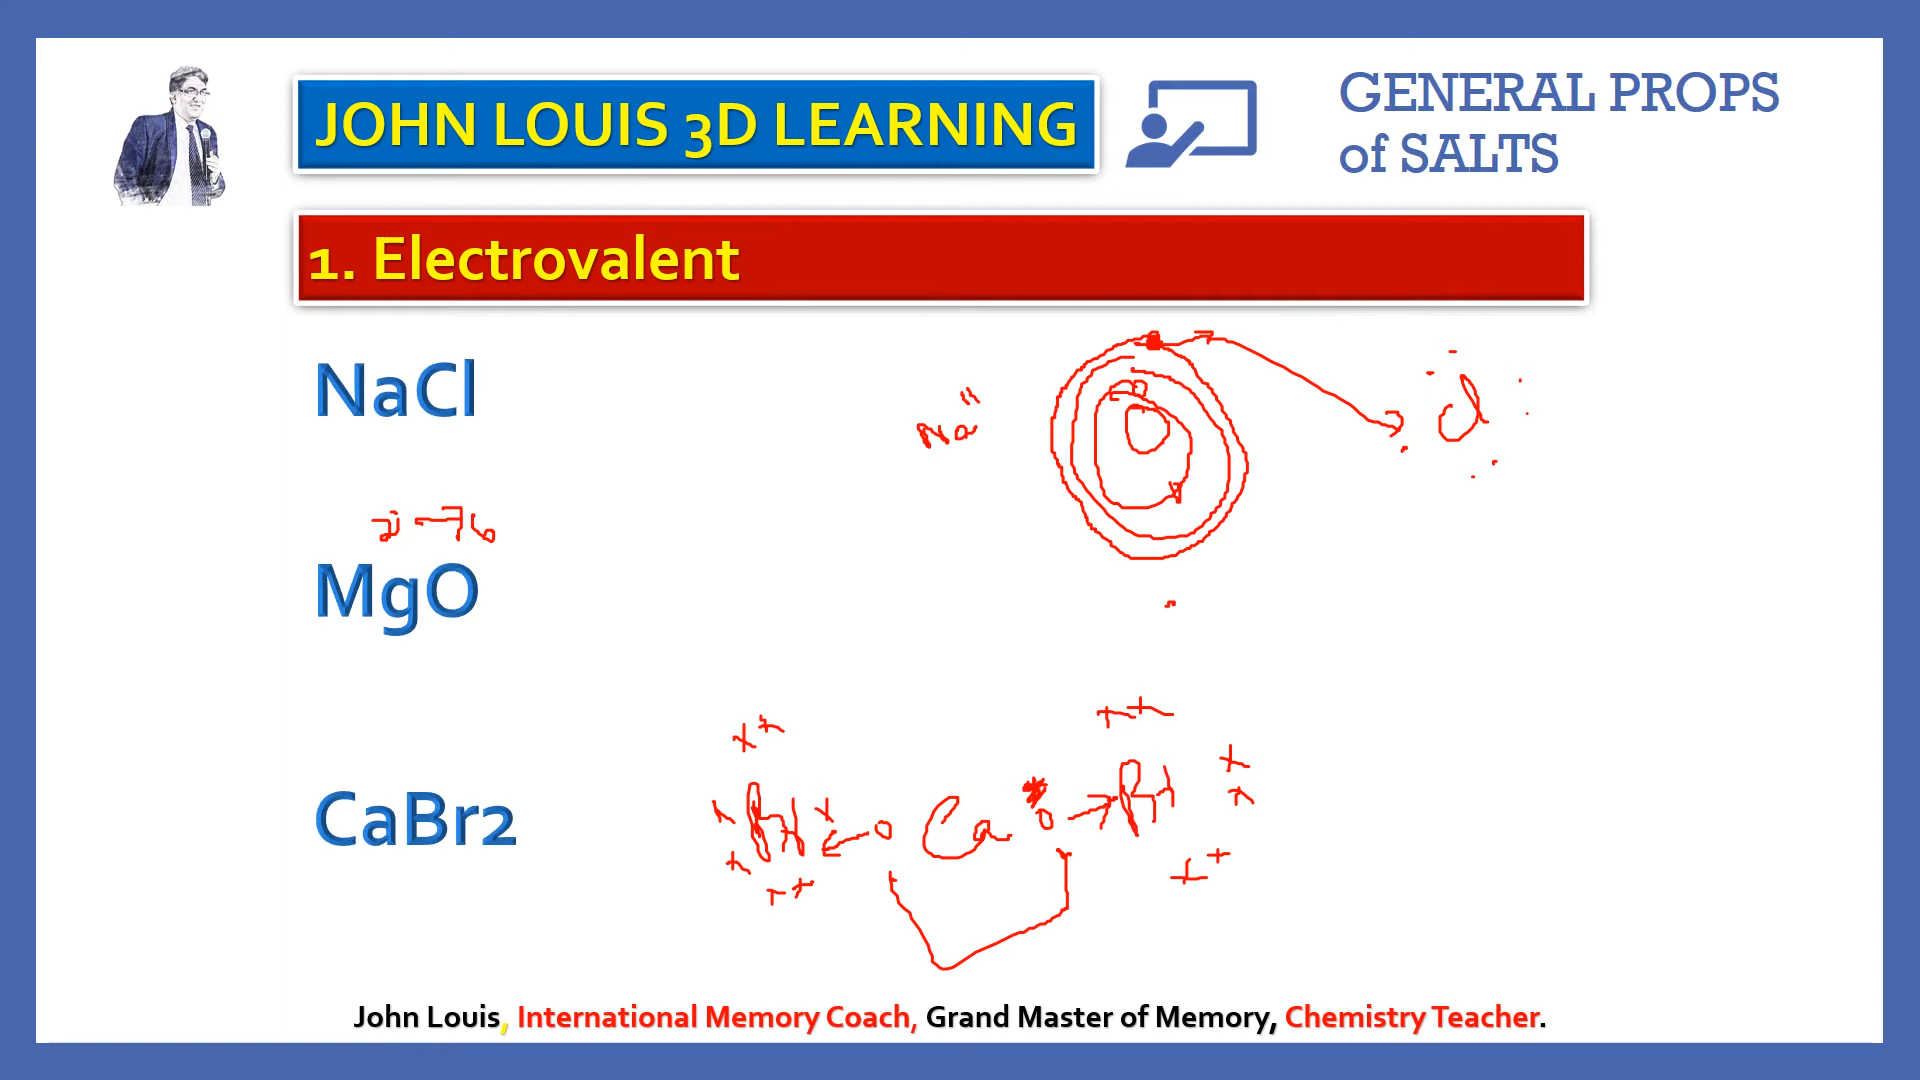 JOHN LOUIS 3D LEARNING
GENERAL PROPS
of SALTS
1. Electrovalent
NaCl
Na
MgO
Ca
CaBr2
John Louis, International Memory Coach, Grand Master of Memory, Chemistry Teacher.